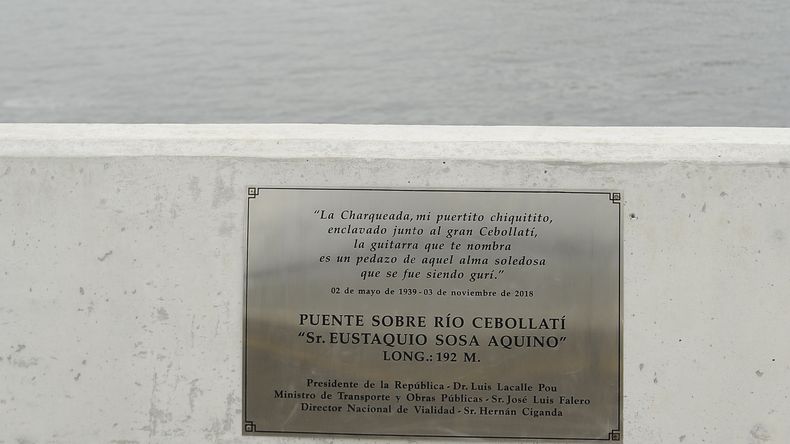 “La Charqueada, mi puertito chiquitito,
enclavado junto al gran Cebollatí,
la guitarra que te nombra
es un pedazo de aquel alma soledosa
que se fue siendo gurí.”
02 de mayo de 1939 - 03 de noviembre de 2018
PUENTE SOBRE RÍO CEBOLLATÍ
“Sr. EUSTAQUIO SOSA AQUINO”
LONG.: 192 M.
Presidente de la República - Dr. Luis Lacalle Pou
Ministro de Transporte y Obras Públicas - Sr. José Luis Falero
Director Nacional de Vialidad - Sr. Hernán Ciganda